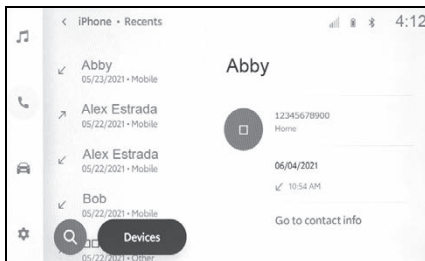 iPhone • Recents
4:12
Abby
05/23/2021 • Mobile
Alex Estrada
05/22/2021 • Mobile
Alex Estrada
05/22/2021 • Mobile
Bob
05/22/2021 • Mobile
05/22/2021 • Other
Devices
Abby
12345678900
Home
06/04/2021
10:54 AM
Go to contact info